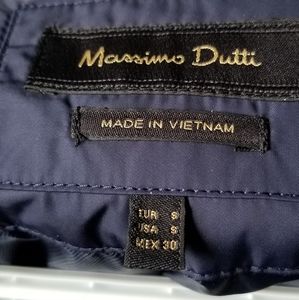 Massimo Dutti
MADE IN VIETNAM
EUR S
USA S
MEX 30